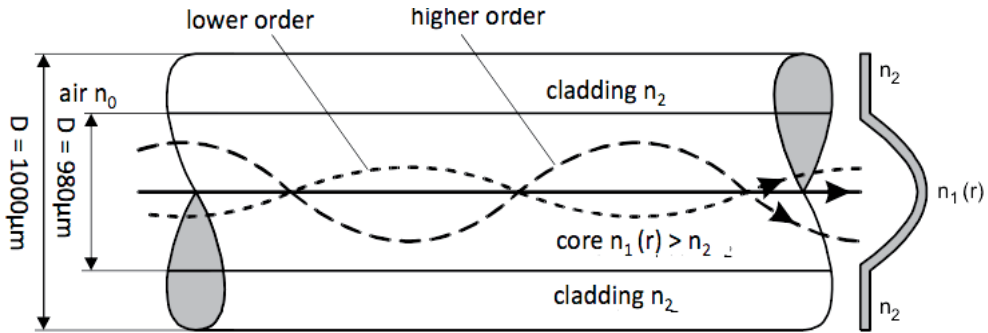 lower order
higher order
n₂
air n₀
cladding n₂
D = 1000µm
D = 980µm
n₁ (r)
core n₁ (r) > n₂
cladding n₂
n₂